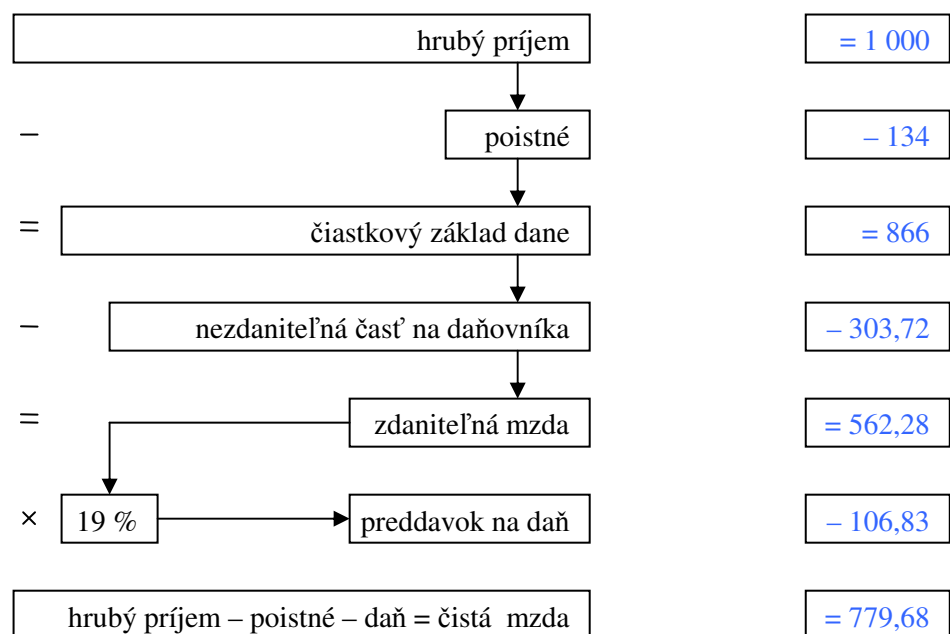 hrubý príjem = 1 000
– poistné – 134
= čiastkový základ dane = 866
– nezdaniteľná časť na daňovníka – 303,72
= zdaniteľná mzda = 562,28
× 19 % preddavok na daň – 106,83
hrubý príjem – poistné – daň = čistá mzda = 779,68